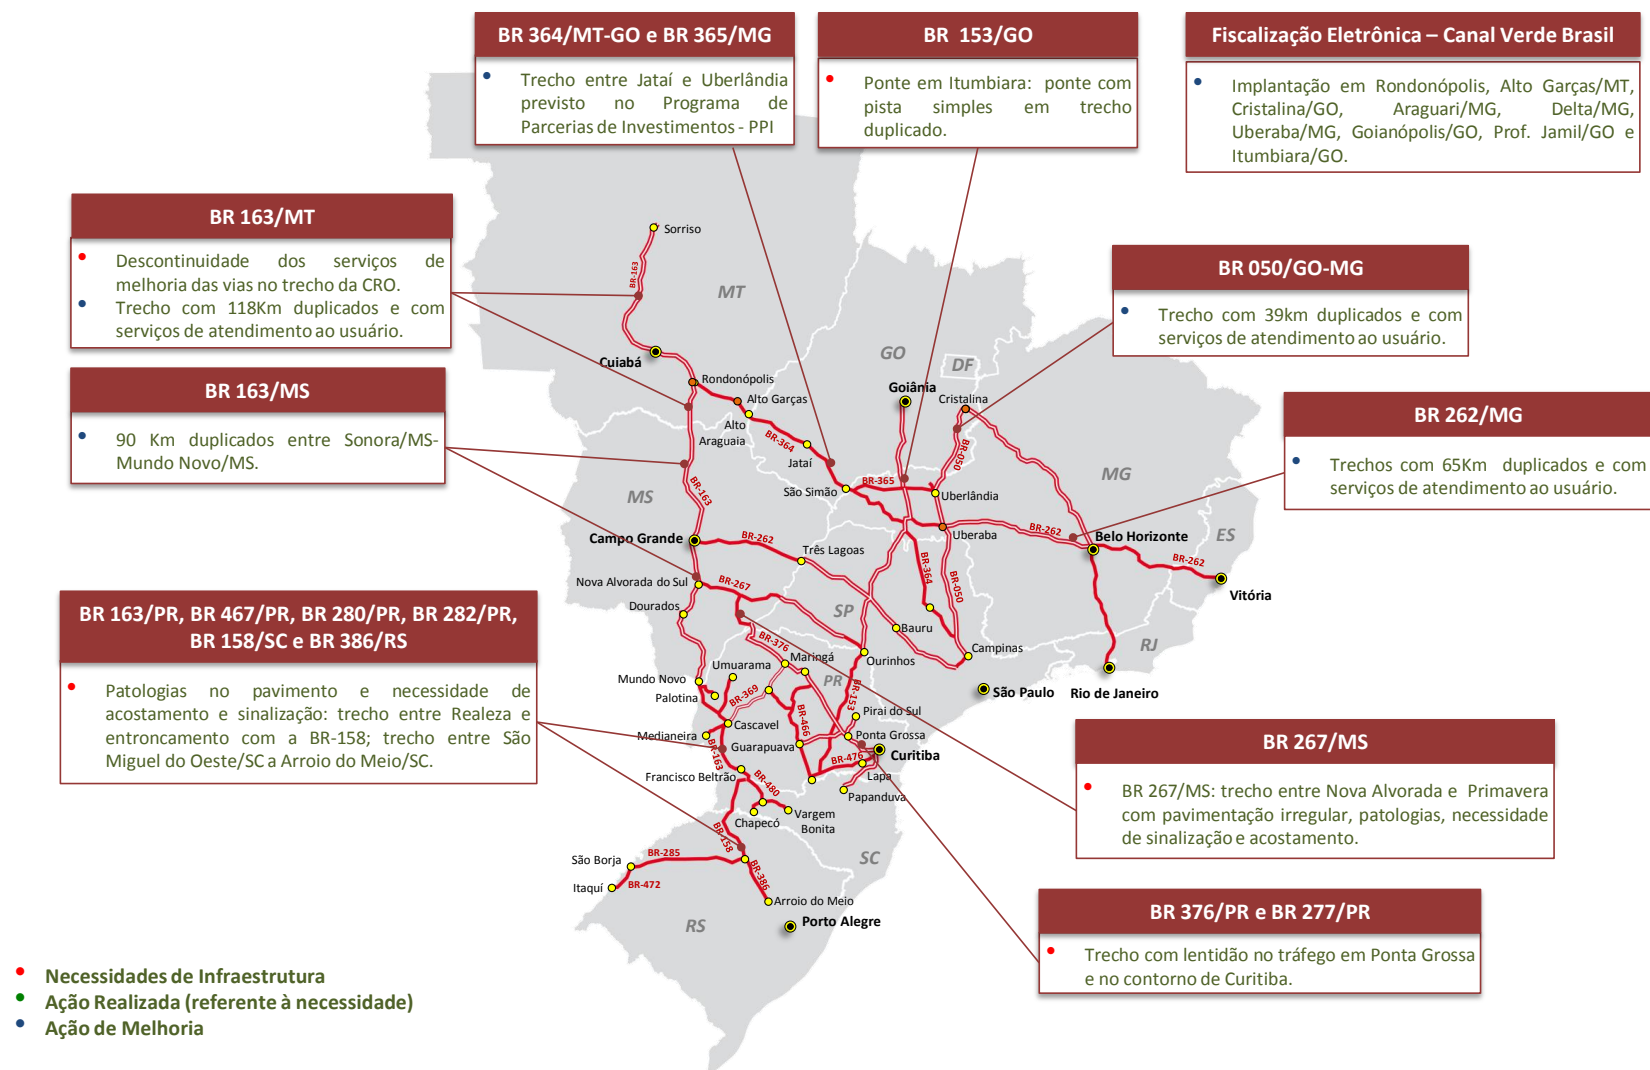 BR 364/MT-GO e BR 365/MG
Trecho entre Jataí e Uberlândia
previsto no Programa de
Parcerias de Investimentos - PPI
BR 153/GO
Ponte em Itumbiara: ponte com
pista simples em trecho
duplicado.
Fiscalização Eletrônica – Canal Verde Brasil
Implantação em Rondonópolis, Alto Garças/MT,
Cristalina/GO, Araguari/MG, Delta/MG,
Uberaba/MG, Goianópolis/GO, Prof. Jamil/GO e
Itumbiara/GO.
BR 163/MT
Descontinuidade dos serviços de
melhoria das vias no trecho da CRO.
Trecho com 118Km duplicados e com
serviços de atendimento ao usuário.
BR 163/MS
90 Km duplicados entre Sonora/MS-
Mundo Novo/MS.
BR 050/GO-MG
Trecho com 39km duplicados e com
serviços de atendimento ao usuário.
BR 262/MG
Trechos com 65Km duplicados e com
serviços de atendimento ao usuário.
BR 163/PR, BR 467/PR, BR 280/PR, BR 282/PR,
BR 158/SC e BR 386/RS
Patologias no pavimento e necessidade de
acostamento e sinalização: trecho entre Realeza e
entroncamento com a BR-158; trecho entre São
Miguel do Oeste/SC a Arroio do Meio/SC.
BR 267/MS
BR 267/MS: trecho entre Nova Alvorada e Primavera
com pavimentação irregular, patologias, necessidade
de sinalização e acostamento.
BR 376/PR e BR 277/PR
Trecho com lentidão no tráfego em Ponta Grossa
e no contorno de Curitiba.
Sorriso
BR-163
MT
Cuiabá
Rondonópolis
Alto Garças
Alto
Araguaia
BR-364
Jataí
GO
DF
Goiânia
Cristalina
BR-050
MG
São Simão
BR-365
Uberlândia
MS
BR-163
Campo Grande
BR-262
Três Lagoas
Uberaba
BR-262
Belo Horizonte
ES
BR-262
Vitória
BR-364
BR-050
Nova Alvorada do Sul
BR-267
Dourados
SP
Bauru
Campinas
RJ
Ourinhos
São Paulo
Rio de Janeiro
BR-376
Maringá
Umuarama
Mundo Novo
Palotina
BR-369
PR
BR-153
Pirai do Sul
BR-466
Cascavel
Medianeira
Guarapuava
Ponta Grossa
Curitiba
BR-163
BR-476
Lapa
Francisco Beltrão
BR-480
Papanduva
Chapecó
Vargem
Bonita
BR-158
SC
São Borja
BR-285
Itaquí
BR-472
BR-386
Arroio do Meio
RS
Porto Alegre
Necessidades de Infraestrutura
Ação Realizada (referente à necessidade)
Ação de Melhoria